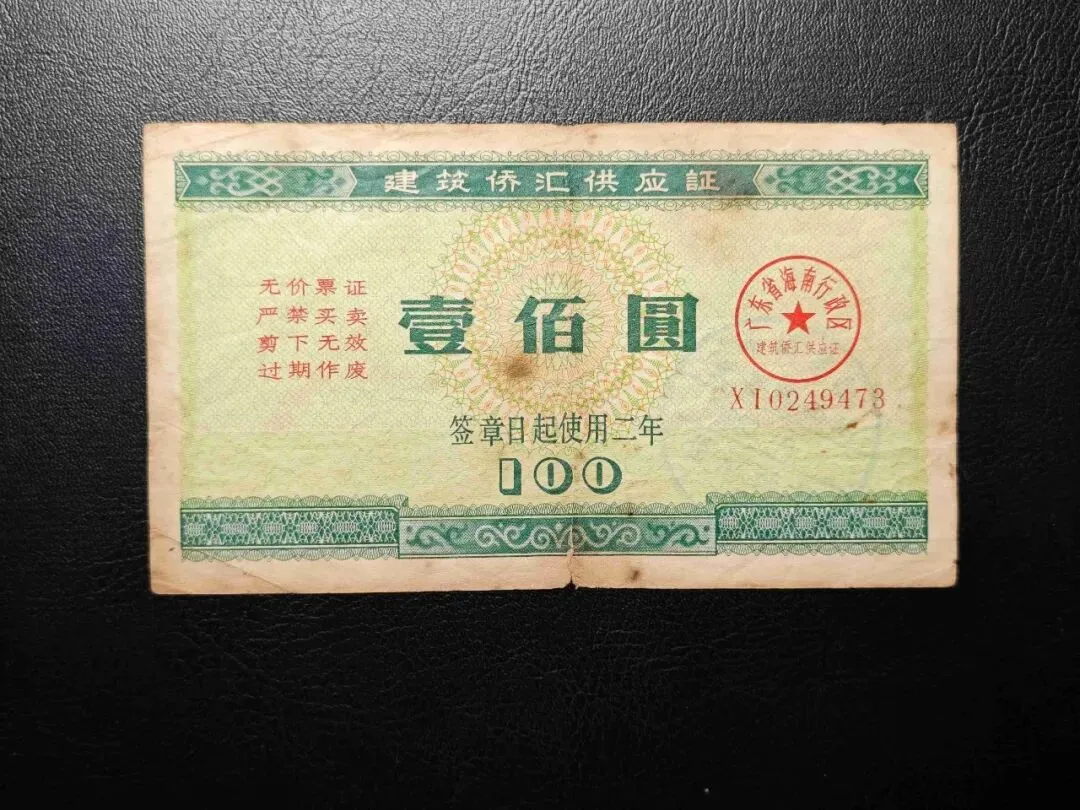 建筑侨汇供应証
无价票证
严禁买卖
剪下无效
过期作废
壹佰圆
广东省海南行政区
建筑侨汇供应证
XI0249473
签章日起使用二年
100